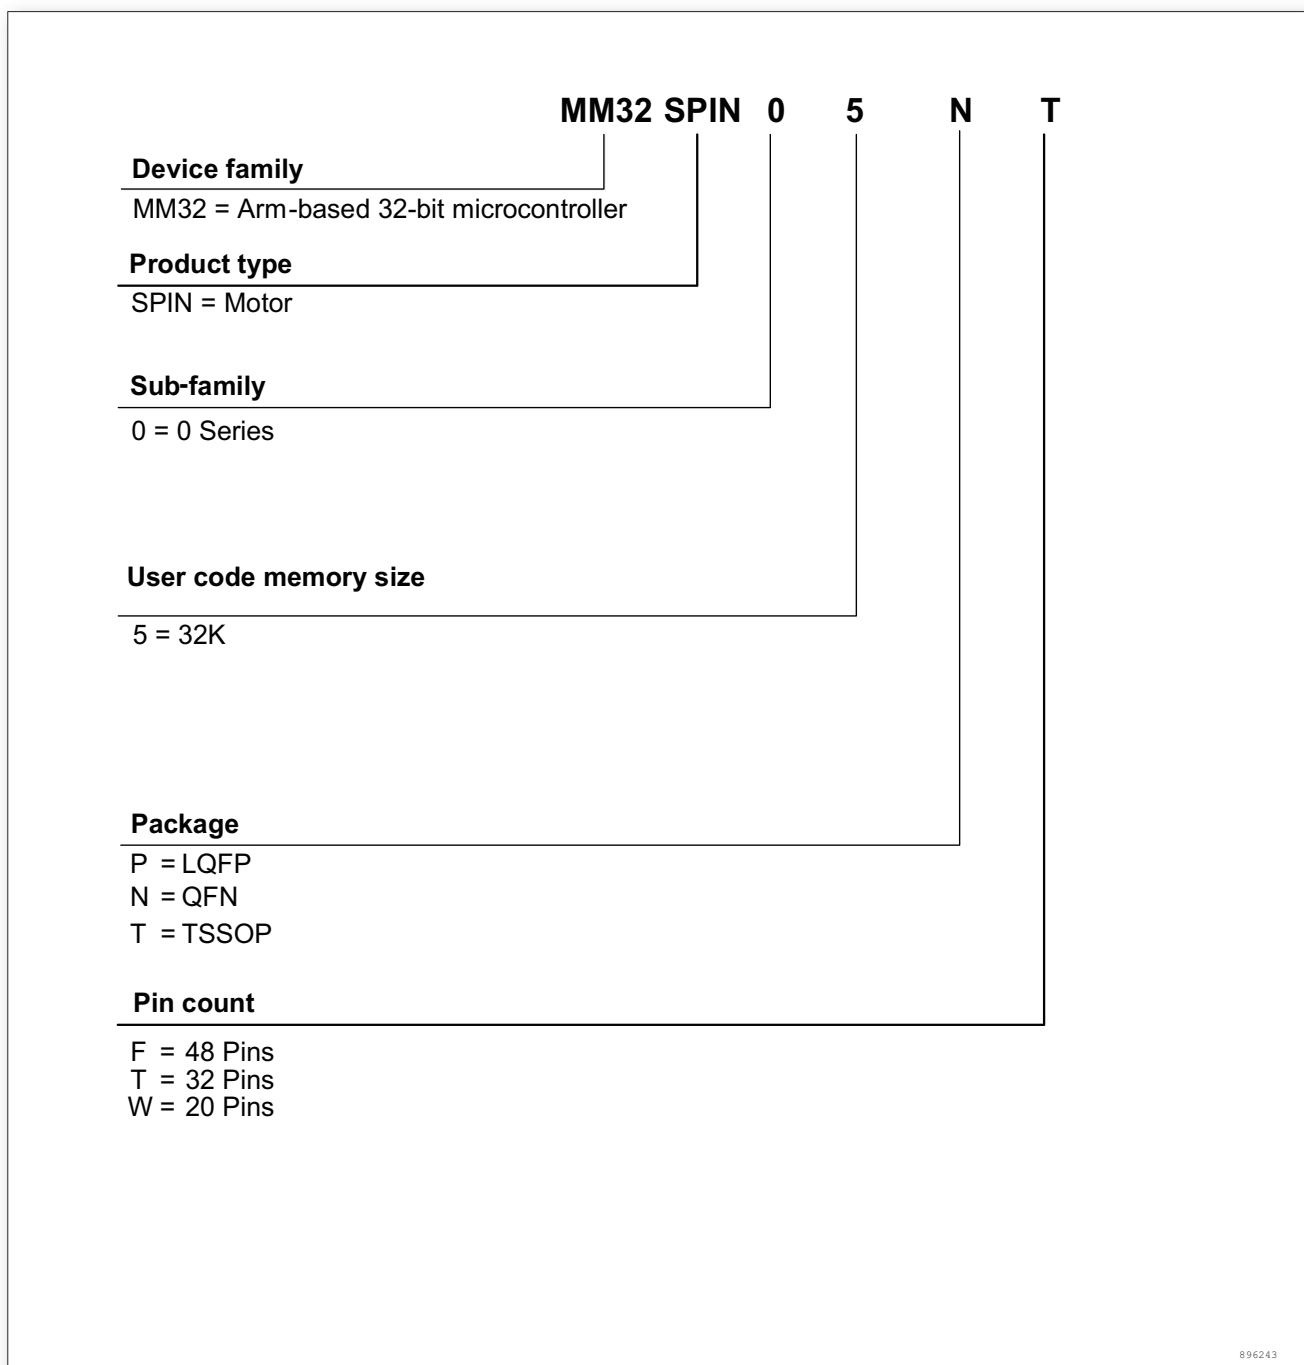 MM32 SPIN 0 5 N T
Device family
MM32 = Arm-based 32-bit microcontroller
Product type
SPIN = Motor
Sub-family
0 = 0 Series
User code memory size
5 = 32K
Package
P = LQFP
N = QFN
T = TSSOP
Pin count
F = 48 Pins
T = 32 Pins
W = 20 Pins
896243